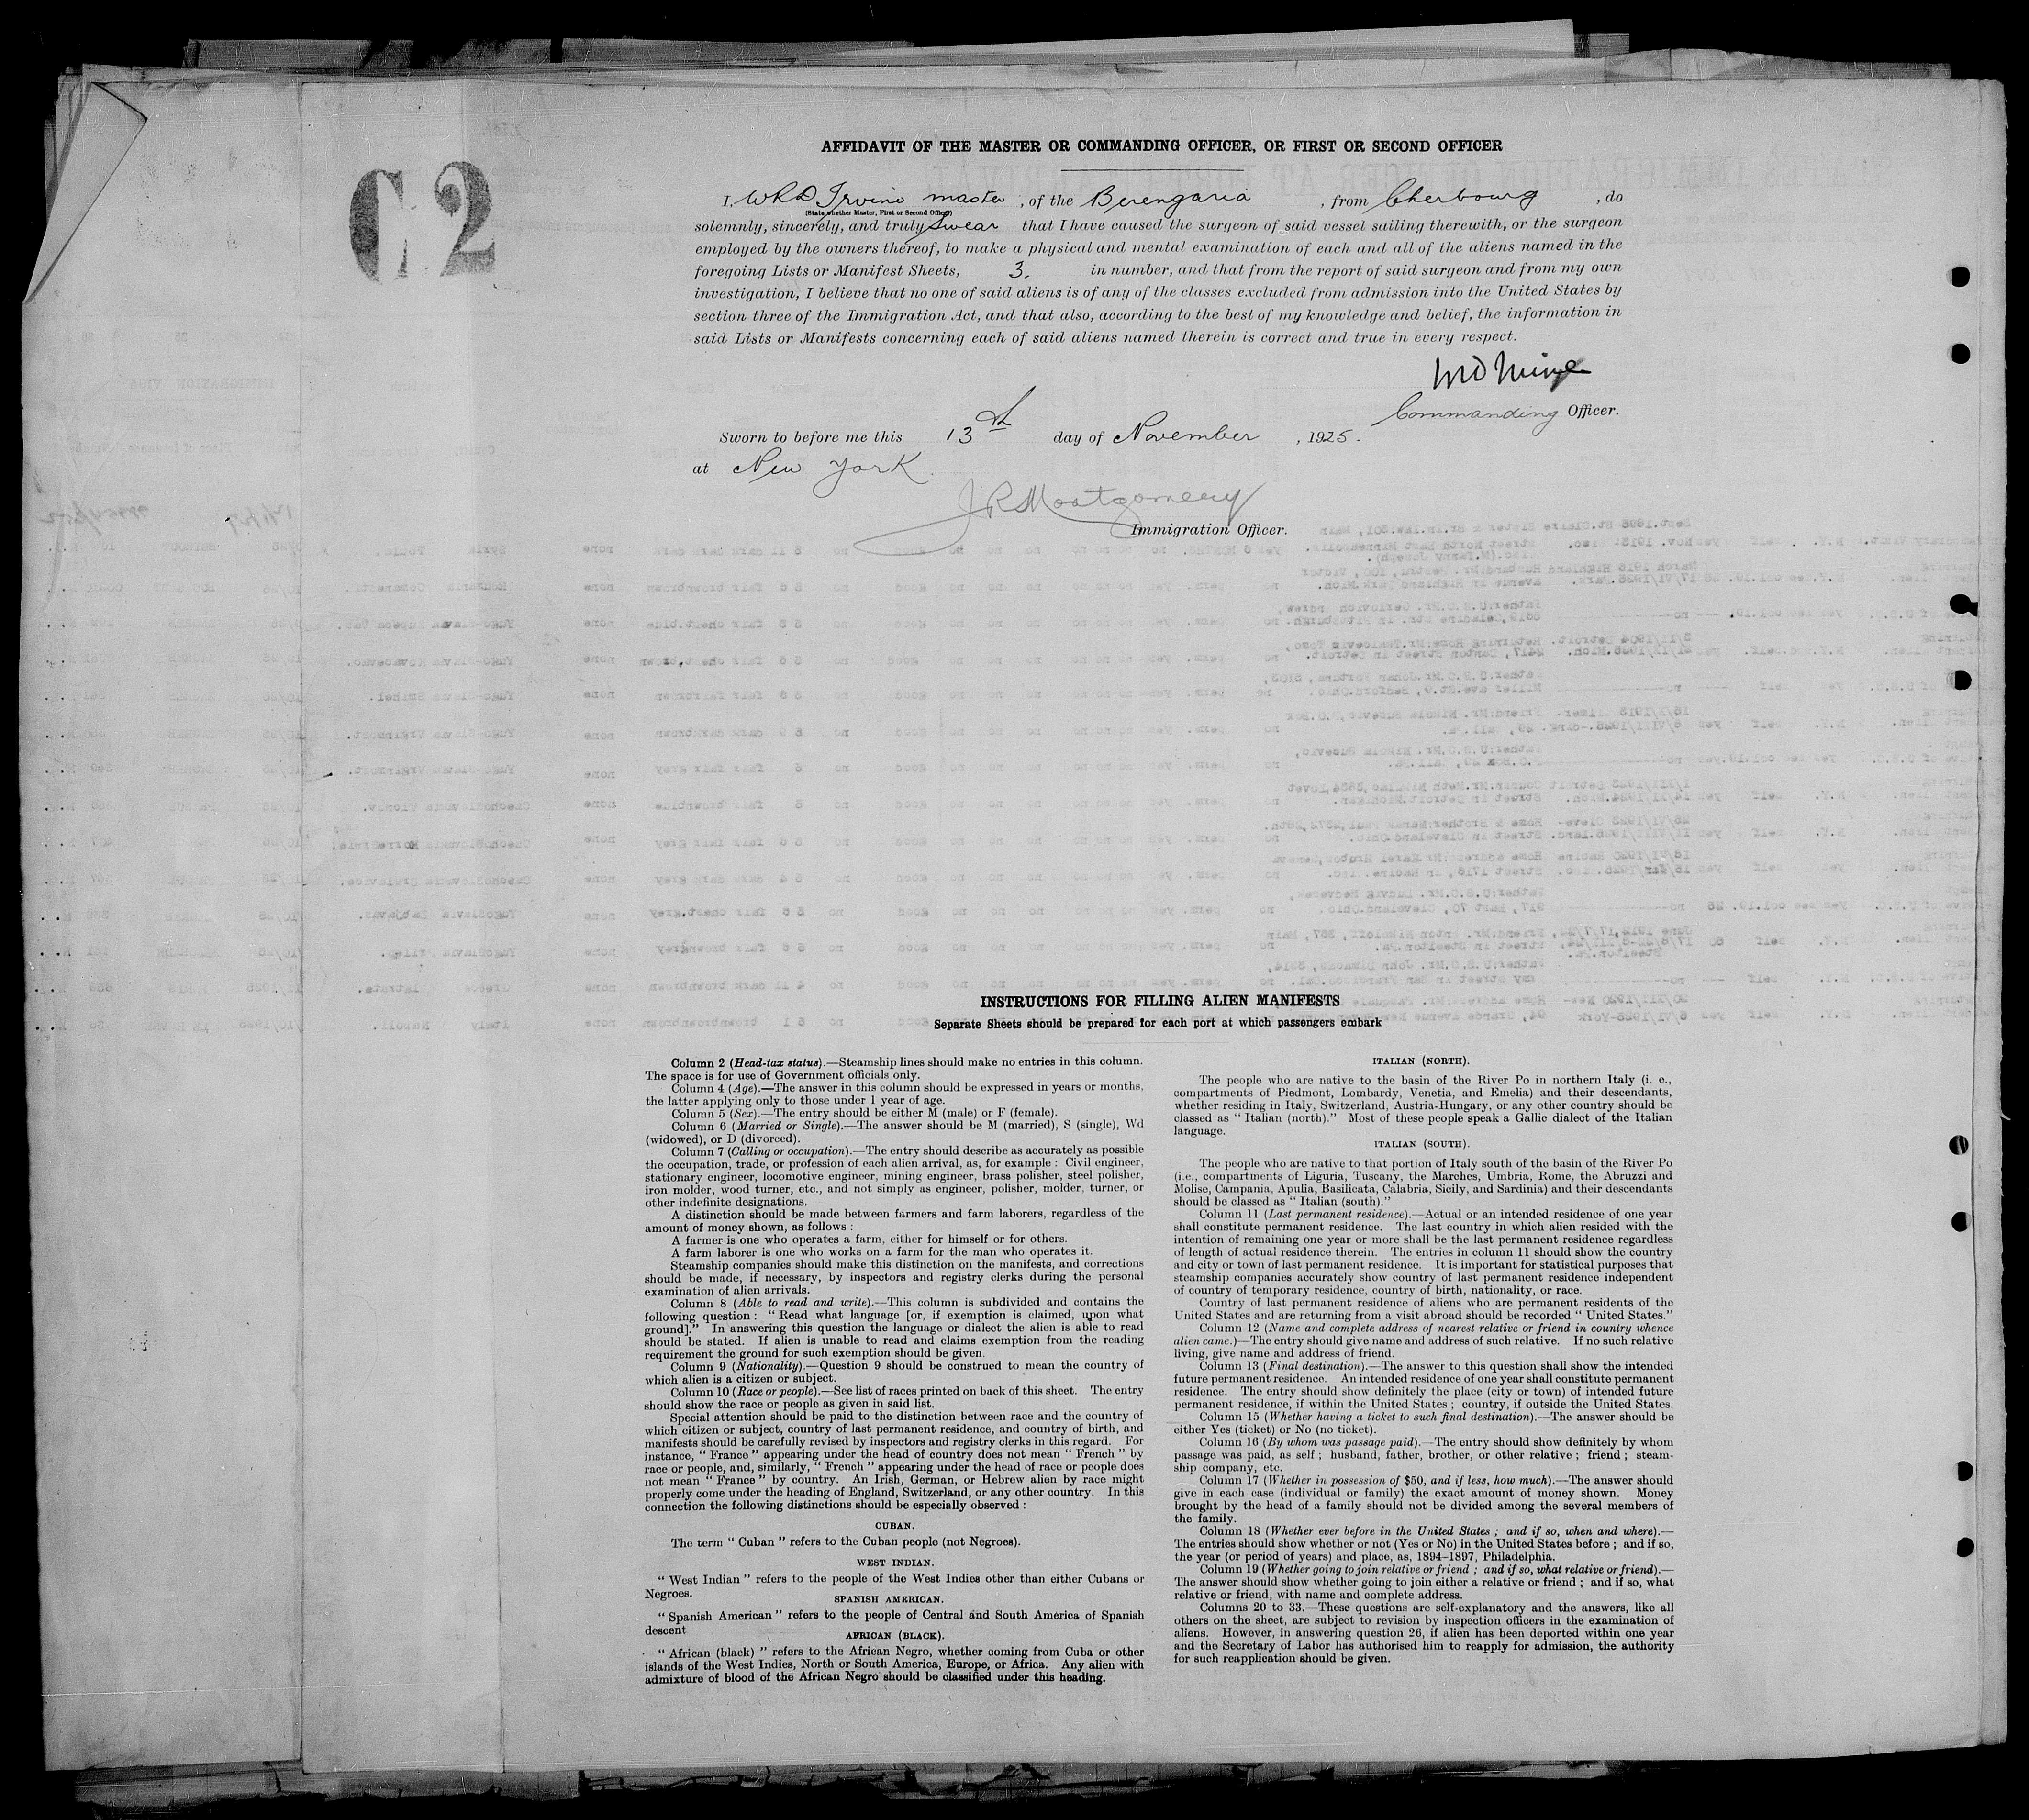 C 2
AFFIDAVIT OF THE MASTER OR COMMANDING OFFICER, OR FIRST OR SECOND OFFICER
I, W R D Irvine master, of the Berengaria, from Cherbourg, do
(State whether Master, First or Second Officer)
solemnly, sincerely, and truly swear that I have caused the surgeon of said vessel sailing therewith, or the surgeon
employed by the owners thereof, to make a physical and mental examination of each and all of the aliens named in the
foregoing Lists or Manifest Sheets, 3. in number, and that from the report of said surgeon and from my own
investigation, I believe that no one of said aliens is of any of the classes excluded from admission into the United States by
section three of the Immigration Act, and that also, according to the best of my knowledge and belief, the information in
said Lists or Manifests concerning each of said aliens named therein is correct and true in every respect.
Commanding Officer.
Sworn to before me this 13th day of November, 1925.
at New York.
J R Montgomery
Immigration Officer.
INSTRUCTIONS FOR FILLING ALIEN MANIFESTS
Separate Sheets should be prepared for each port at which passengers embark
Column 2 (Head-tax status).—Steamship lines should make no entries in this column.
The space is for use of Government officials only.
Column 4 (Age).—The answer in this column should be expressed in years or months,
the latter applying only to those under 1 year of age.
Column 5 (Sex).—The entry should be either M (male) or F (female).
Column 6 (Married or Single).—The answer should be M (married), S (single), Wd
(widowed), or D (divorced).
Column 7 (Calling or occupation).—The entry should describe as accurately as possible
the occupation, trade, or profession of each alien arrival, as, for example : Civil engineer,
stationary engineer, locomotive engineer, mining engineer, brass polisher, steel polisher,
iron molder, wood turner, etc., and not simply as engineer, polisher, molder, turner, or
other indefinite designations.
A distinction should be made between farmers and farm laborers, regardless of the
amount of money shown, as follows :
A farmer is one who operates a farm, either for himself or for others.
A farm laborer is one who works on a farm for the man who operates it.
Steamship companies should make this distinction on the manifests, and corrections
should be made, if necessary, by inspectors and registry clerks during the personal
examination of alien arrivals.
Column 8 (Able to read and write).—This column is subdivided and contains the
following question : " Read what language [or, if exemption is claimed, upon what
ground]." In answering this question the language or dialect the alien is able to read
should be stated. If alien is unable to read and claims exemption from the reading
requirement the ground for such exemption should be given.
Column 9 (Nationality).—Question 9 should be construed to mean the country of
which alien is a citizen or subject.
Column 10 (Race or people).—See list of races printed on back of this sheet. The entry
should show the race or people as given in said list.
Special attention should be paid to the distinction between race and the country of
which citizen or subject, country of last permanent residence, and country of birth, and
manifests should be carefully revised by inspectors and registry clerks in this regard. For
instance, " France " appearing under the head of country does not mean " French " by
race or people, and, similarly, " French " appearing under the head of race or people does
not mean " France " by country. An Irish, German, or Hebrew alien by race might
properly come under the heading of England, Switzerland, or any other country. In this
connection the following distinctions should be especially observed :
CUBAN.
The term " Cuban " refers to the Cuban people (not Negroes).
WEST INDIAN.
" West Indian " refers to the people of the West Indies other than either Cubans or
Negroes.
SPANISH AMERICAN.
" Spanish American " refers to the people of Central and South America of Spanish
descent
AFRICAN (BLACK).
" African (black) " refers to the African Negro, whether coming from Cuba or other
islands of the West Indies, North or South America, Europe, or Africa. Any alien with
admixture of blood of the African Negro should be classified under this heading.
ITALIAN (NORTH).
The people who are native to the basin of the River Po in northern Italy (i. e.,
compartments of Piedmont, Lombardy, Venetia, and Emelia) and their descendants,
whether residing in Italy, Switzerland, Austria-Hungary, or any other country should be
classed as " Italian (north)." Most of these people speak a Gallic dialect of the Italian
language.
ITALIAN (SOUTH).
The people who are native to that portion of Italy south of the basin of the River Po
(i.e., compartments of Liguria, Tuscany, the Marches, Umbria, Rome, the Abruzzi and
Molise, Campania, Apulia, Basilicata, Calabria, Sicily, and Sardinia) and their descendants
should be classed as " Italian (south)."
Column 11 (Last permanent residence).—Actual or an intended residence of one year
shall constitute permanent residence. The last country in which alien resided with the
intention of remaining one year or more shall be the last permanent residence regardless
of length of actual residence therein. The entries in column 11 should show the country
and city or town of last permanent residence. It is important for statistical purposes that
steamship companies accurately show country of last permanent residence independent
of country of temporary residence, country of birth, nationality, or race.
Country of last permanent residence of aliens who are permanent residents of the
United States and are returning from a visit abroad should be recorded " United States."
Column 12 (Name and complete address of nearest relative or friend in country whence
alien came.)—The entry should give name and address of such relative. If no such relative
living, give name and address of friend.
Column 13 (Final destination).—The answer to this question shall show the intended
future permanent residence. An intended residence of one year shall constitute permanent
residence. The entry should show definitely the place (city or town) of intended future
permanent residence, if within the United States ; country, if outside the United States.
Column 15 (Whether having a ticket to such final destination).—The answer should be
either Yes (ticket) or No (no ticket).
Column 16 (By whom was passage paid).—The entry should show definitely by whom
passage was paid, as self ; husband, father, brother, or other relative ; friend ; steam-
ship company, etc.
Column 17 (Whether in possession of $50, and if less, how much).—The answer should
give in each case (individual or family) the exact amount of money shown. Money
brought by the head of a family should not be divided among the several members of
the family.
Column 18 (Whether ever before in the United States ; and if so, when and where).—
The entries should show whether or not (Yes or No) in the United States before ; and if so,
the year (or period of years) and place, as, 1894-1897, Philadelphia.
Column 19 (Whether going to join relative or friend ; and if so, what relative or friend).—
The answer should show whether going to join either a relative or friend ; and if so, what
relative or friend, with name and complete address.
Columns 20 to 33.—These questions are self-explanatory and the answers, like all
others on the sheet, are subject to revision by inspection officers in the examination of
aliens. However, in answering question 26, if alien has been deported within one year
and the Secretary of Labor has authorised him to reapply for admission, the authority
for such reapplication should be given.